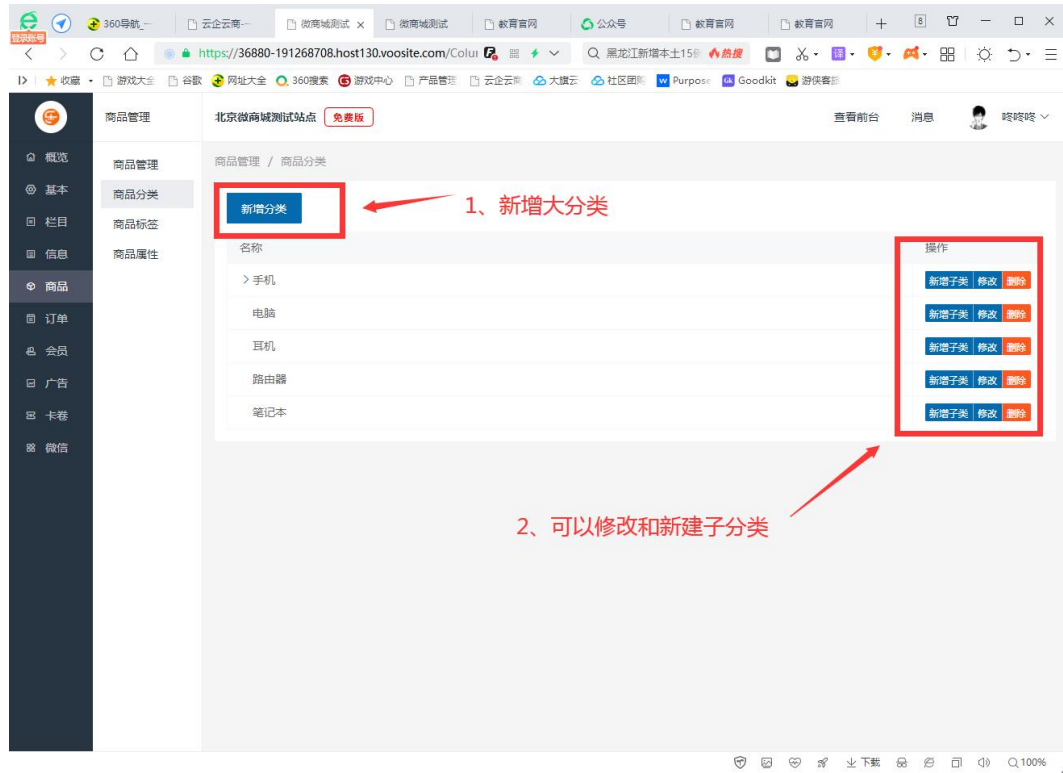 360导航_一
云企云商-一
微商城测试
微商城测试
教育官网
公众号
教育官网
教育官网
8
登录账号
https://36880-191268708.host130.voosite.com/Colui
黑龙江新增本土15
热搜
译
收藏
游戏大全
谷歌
网址大全
360搜索
游戏中心
产品管理
云企云商
大旗云
社区团
Purpose
Goodkit
游侠客
商品管理
北京微商城测试站点
免费版
查看前台
消息
咚咚咚
概览
基本
栏目
信息
商品
订单
会员
广告
卡卷
微信
商品管理
商品分类
商品标签
商品属性
商品管理 / 商品分类
新增分类
1、新增大分类
名称
操作
手机
新增子类 修改 删除
电脑
新增子类 修改 删除
耳机
新增子类 修改 删除
路由器
新增子类 修改 删除
笔记本
新增子类 修改 删除
2、可以修改和新建子分类
下载
100%